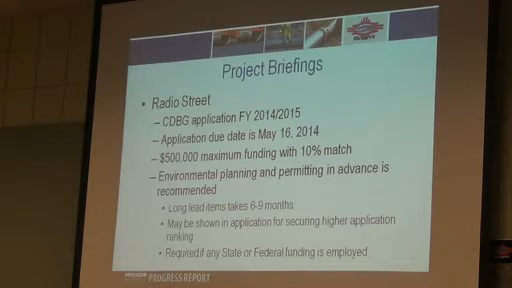 Project Briefings
• Radio Street
– CDBG application FY 2014/2015
– Application due date is May 16, 2014
– $500,000 maximum funding with 10% match
– Environmental planning and permitting in advance is
recommended
• Long lead items takes 6-9 months
• May be shown in application for securing higher application
ranking
• Required if any State or Federal funding is employed
WILSON
PROGRESS REPORT